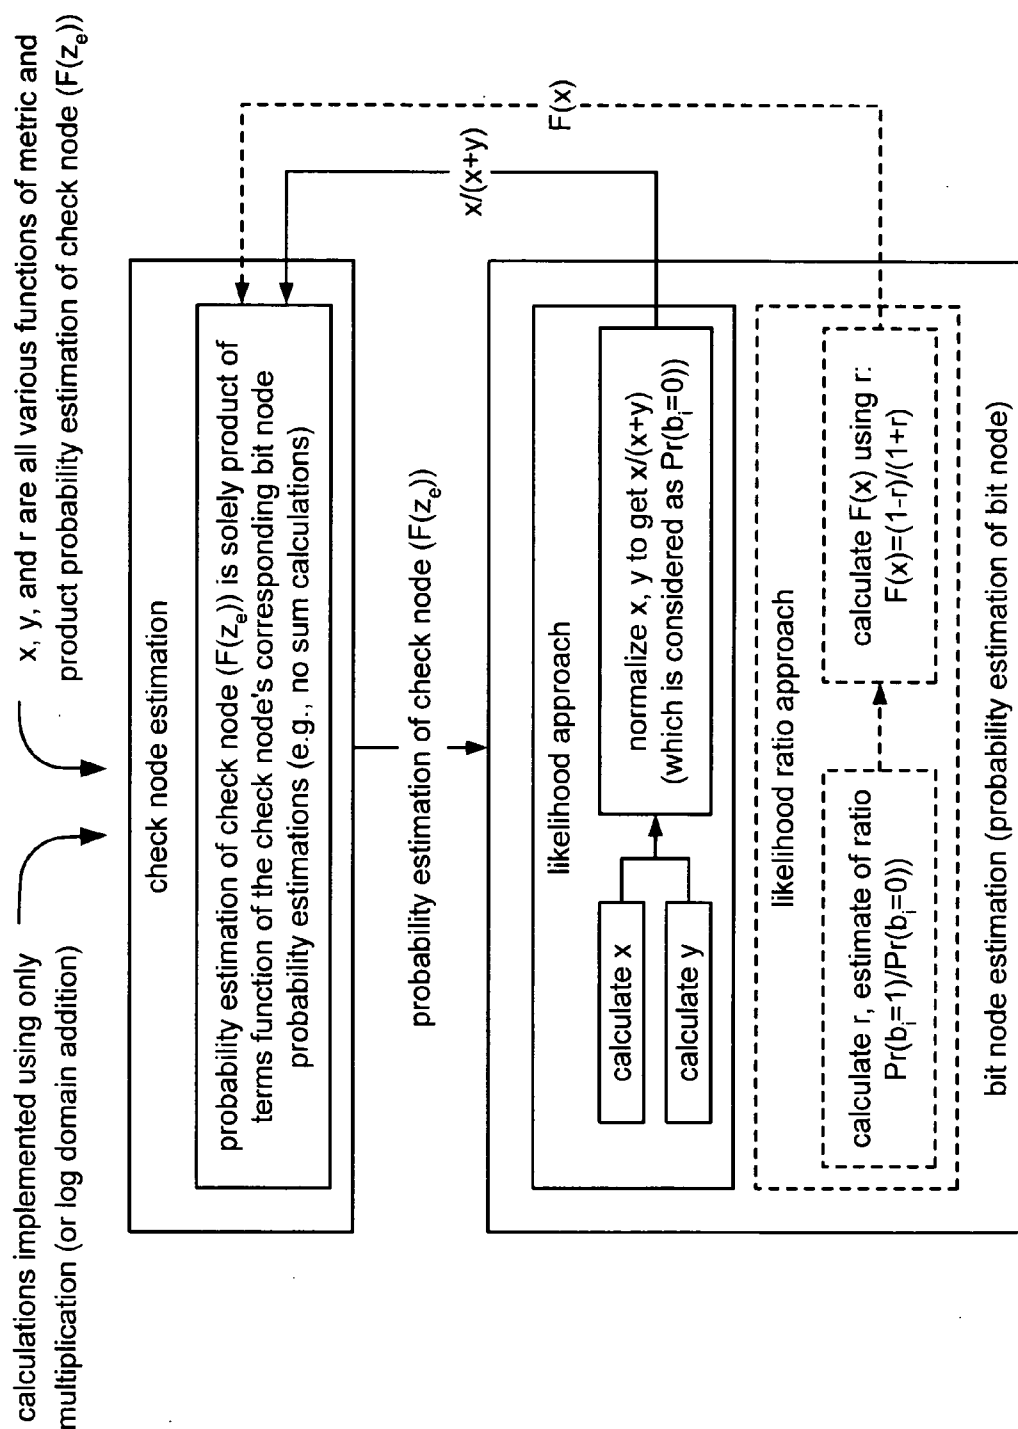 calculations implemented using only
multiplication (or log domain addition)
x, y, and r are all various functions of metric and
product probability estimation of check node (F(z_e))
check node estimation
probability estimation of check node (F(z_e)) is solely product of
terms function of the check node's corresponding bit node
probability estimations (e.g., no sum calculations)
probability estimation of check node (F(z_e))
x/(x+y)
F(x)
likelihood approach
calculate x
calculate y
normalize x, y to get x/(x+y)
(which is considered as Pr(b_i=0))
likelihood ratio approach
calculate r, estimate of ratio
Pr(b_i=1)/Pr(b_i=0))
calculate F(x) using r:
F(x)=(1-r)/(1+r)
bit node estimation (probability estimation of bit node)